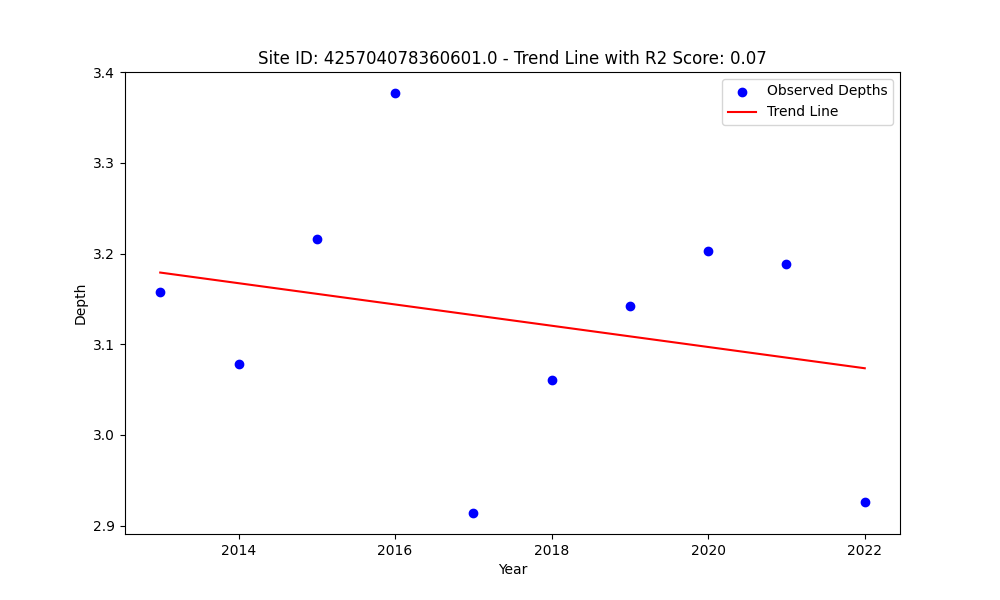 Site ID: 425704078360601.0 - Trend Line with R2 Score: 0.07
Observed Depths
Trend Line
3.4
3.3
3.2
3.1
3.0
2.9
Depth
2014
2016
2018
2020
2022
Year